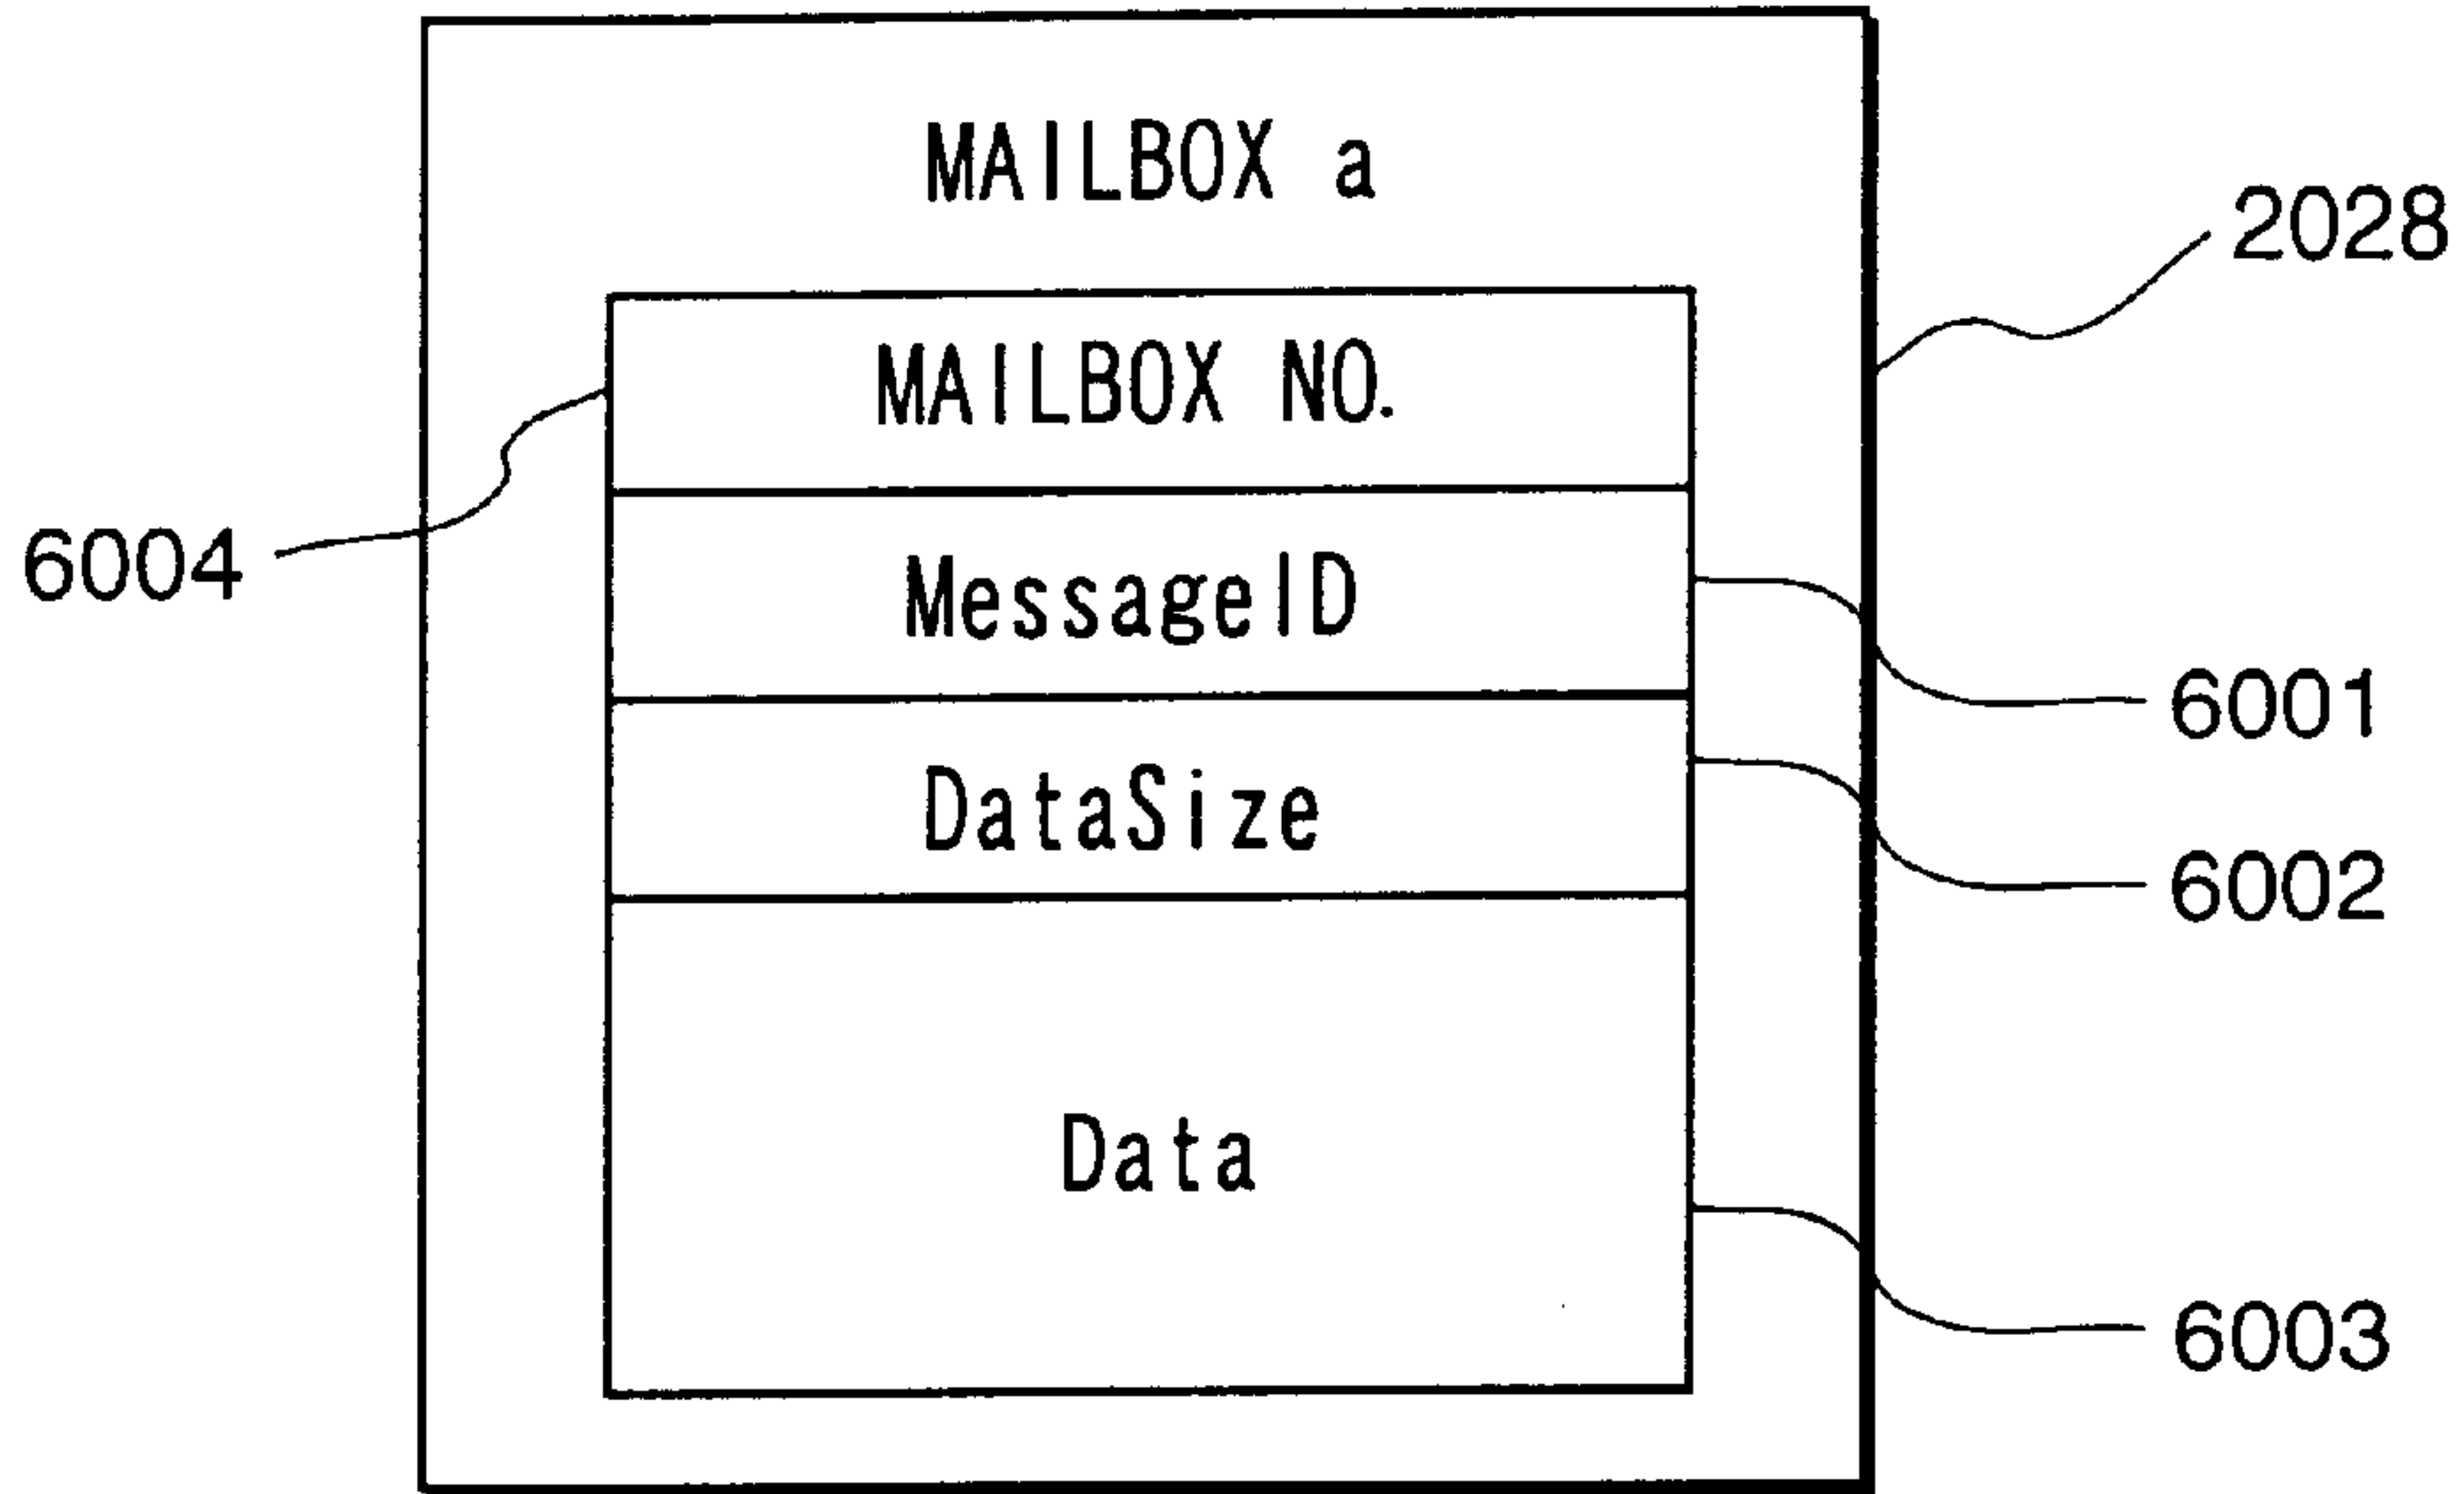 MAILBOX a
2028
MAILBOX NO.
6004
MessageID
6001
DataSize
6002
Data
6003